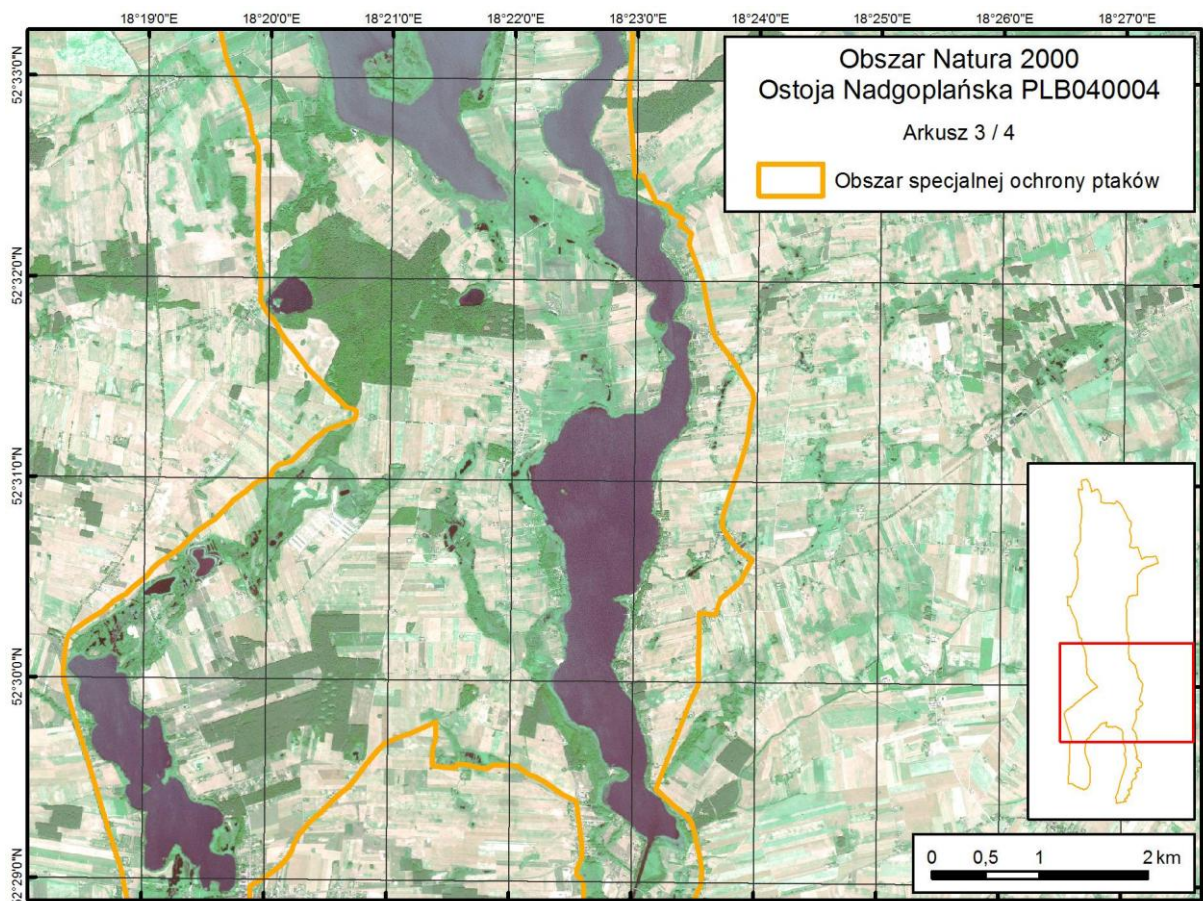 18°19'0"E 18°20'0"E 18°21'0"E 18°22'0"E 18°23'0"E 18°24'0"E 18°25'0"E 18°26'0"E 18°27'0"E
52°33'0"N
52°32'0"N
52°31'0"N
52°30'0"N
52°29'0"N
Obszar Natura 2000
Ostoja Nadgoplańska PLB040004
Arkusz 3 / 4
Obszar specjalnej ochrony ptaków
0 0,5 1 2 km